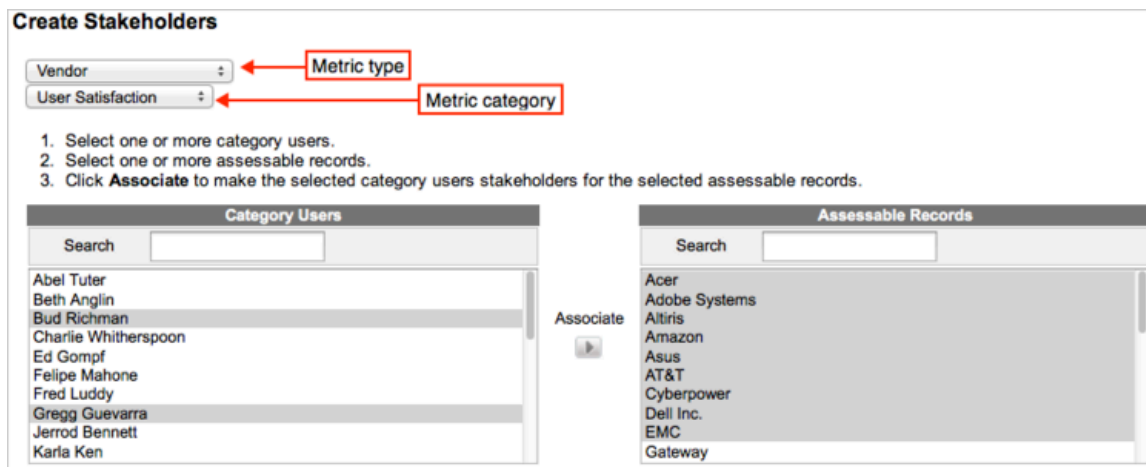 Create Stakeholders
Vendor
Metric type
User Satisfaction
Metric category
1. Select one or more category users.
2. Select one or more assessable records.
3. Click Associate to make the selected category users stakeholders for the selected assessable records.
Category Users
Search
Abel Tuter
Beth Anglin
Bud Richman
Charlie Whitherspoon
Ed Gompf
Felipe Mahone
Fred Luddy
Gregg Guevarra
Jerrod Bennett
Karla Ken
Associate
Assessable Records
Search
Acer
Adobe Systems
Altiris
Amazon
Asus
AT&T
Cyberpower
Dell Inc.
EMC
Gateway